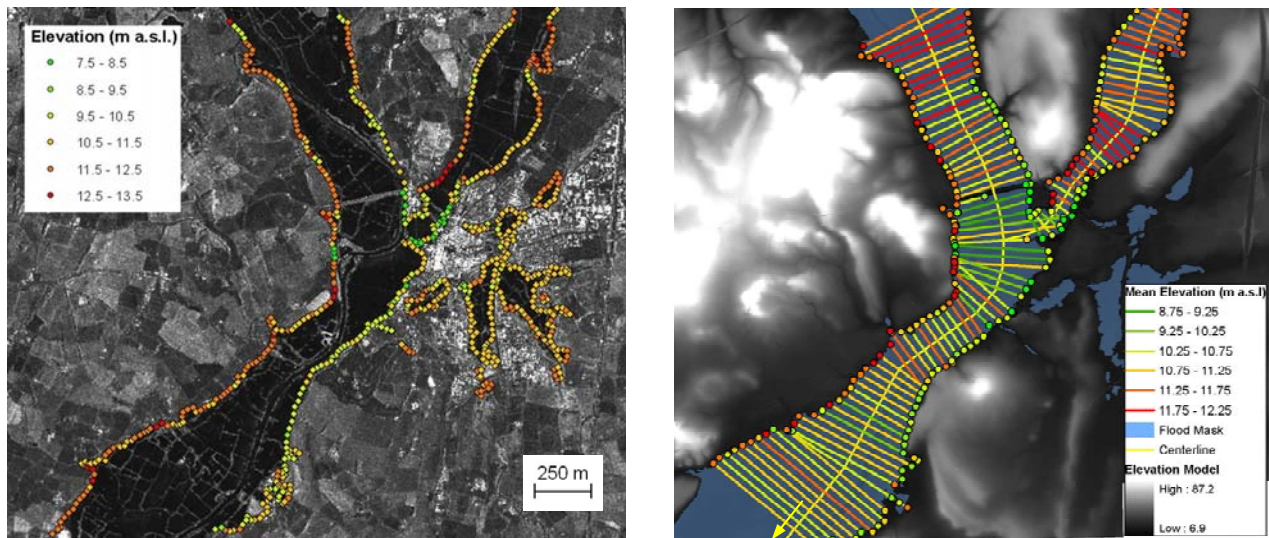 Elevation (m a.s.l.)
7.5 - 8.5
8.5 - 9.5
9.5 - 10.5
10.5 - 11.5
11.5 - 12.5
12.5 - 13.5
250 m
Mean Elevation (m a.s.l)
8.75 - 9.25
9.25 - 10.25
10.25 - 10.75
10.75 - 11.25
11.25 - 11.75
11.75 - 12.25
Flood Mask
Centerline
Elevation Model
High : 87.2
Low : 6.9